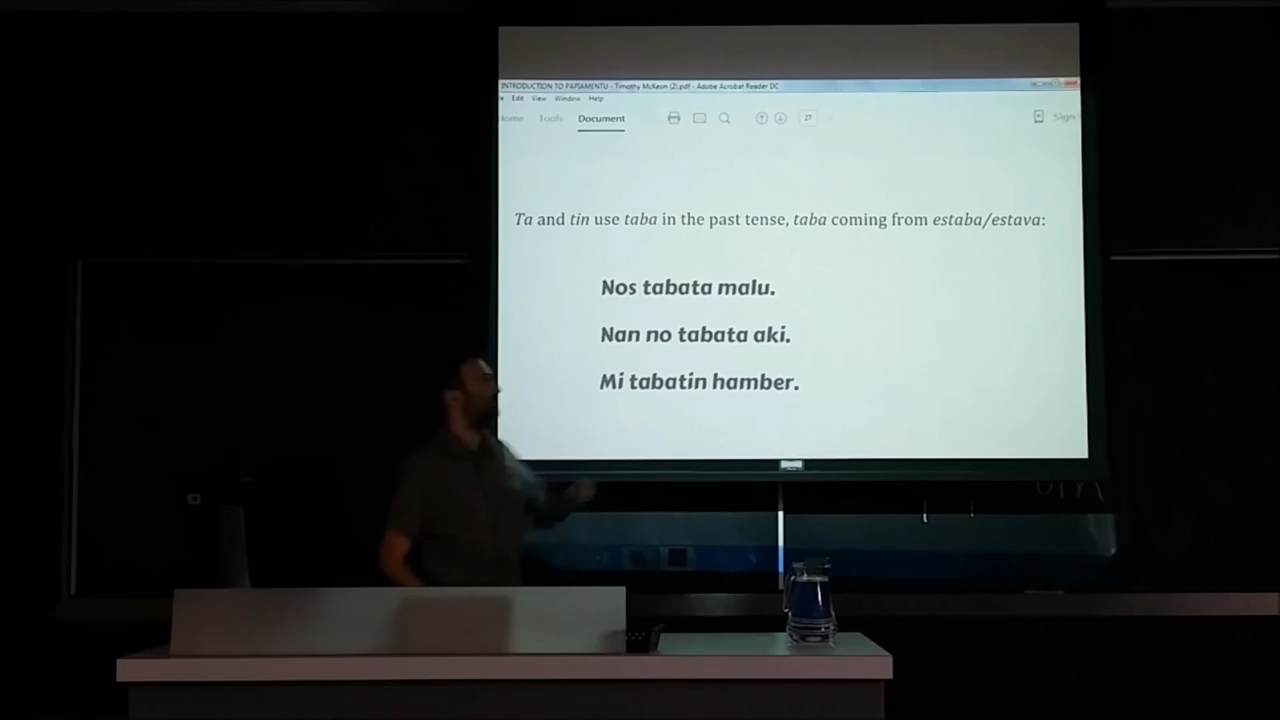 INTRODUCTION TO PAPIAMENTU - Timothy McKeon (2).pdf - Adobe Acrobat Reader DC
Edit View Window Help
Home Tools Document 27 Sign
Ta and tin use taba in the past tense, taba coming from estaba/estava:
Nos tabata malu.
Nan no tabata aki.
Mi tabatin hamber.